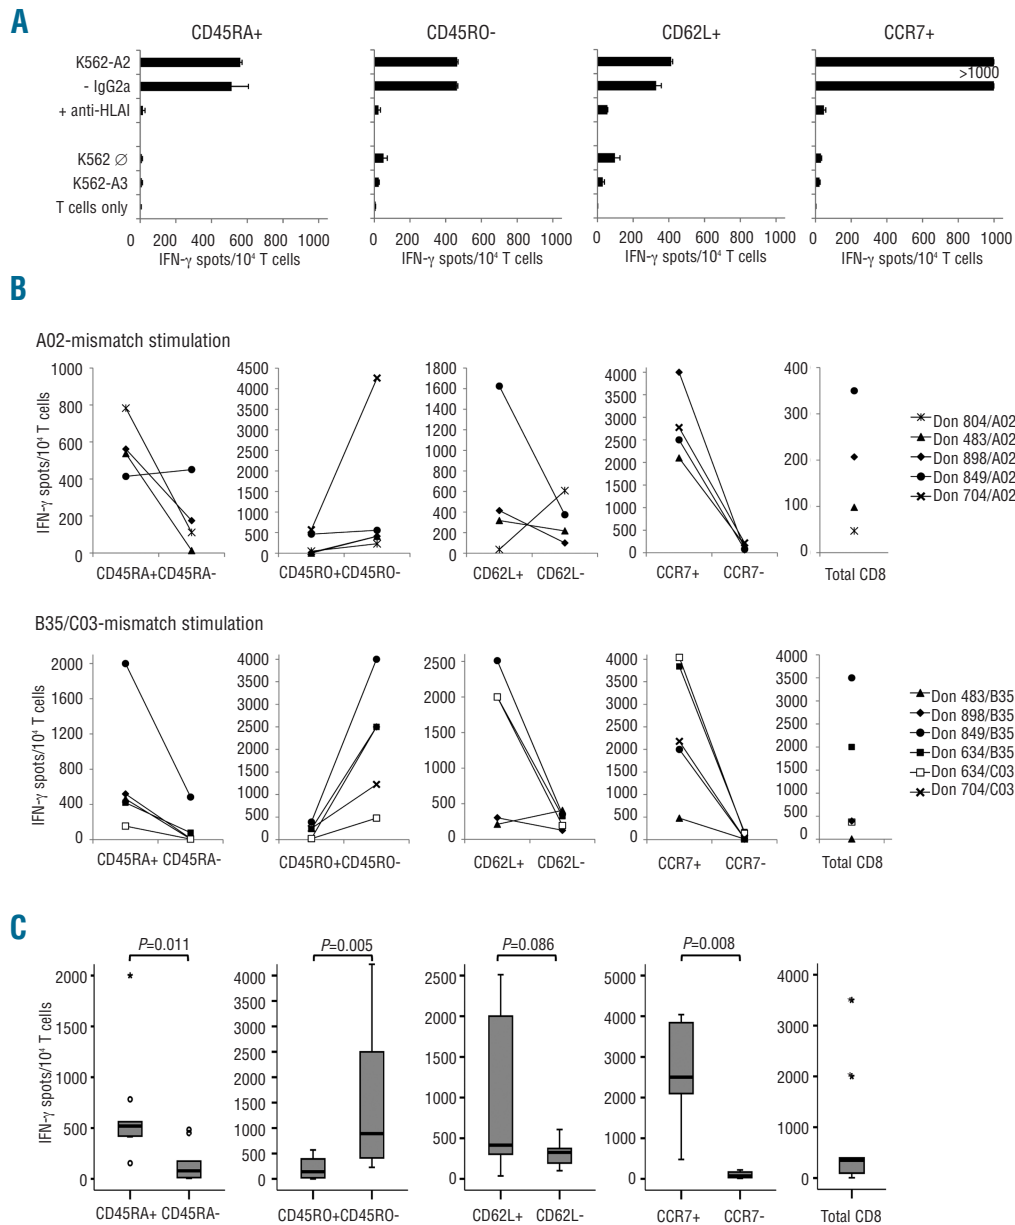 A
CD45RA+ CD45RO- CD62L+ CCR7+
K562-A2
- IgG2a >1000
+ anti-HLAI
K562 ∅
K562-A3
T cells only
0 200 400 600 800 1000 0 200 400 600 800 1000 0 200 400 600 800 1000 0 200 400 600 800 1000
IFN-γ spots/10⁴ T cells IFN-γ spots/10⁴ T cells IFN-γ spots/10⁴ T cells IFN-γ spots/10⁴ T cells
B
A02-mismatch stimulation
IFN-γ spots/10⁴ T cells
1000 800 600 400 200 0
4500 4000 3500 3000 2500 2000 1500 1000 500 0
1800 1600 1400 1200 1000 800 600 400 200 0
4000 3500 3000 2500 2000 1500 1000 500 0
400 300 200 100 0
CD45RA+ CD45RA- CD45RO+ CD45RO- CD62L+ CD62L- CCR7+ CCR7- Total CD8
Don 804/A02
Don 483/A02
Don 898/A02
Don 849/A02
Don 704/A02
B35/C03-mismatch stimulation
IFN-γ spots/10⁴ T cells
2000 1600 1200 800 400 0
4000 3500 3000 2500 2000 1500 1000 500 0
2500 2000 1500 1000 500 0
4000 3500 3000 2500 2000 1500 1000 500 0
4000 3500 3000 2500 2000 1500 1000 500 0
CD45RA+ CD45RA- CD45RO+ CD45RO- CD62L+ CD62L- CCR7+ CCR7- Total CD8
Don 483/B35
Don 898/B35
Don 849/B35
Don 634/B35
Don 634/C03
Don 704/C03
C
P=0.011 P=0.005 P=0.086 P=0.008
IFN-γ spots/10⁴ T cells
2000 1500 1000 500 0
4000 3500 3000 2500 2000 1500 1000 500 0
2500 2000 1500 1000 500 0
5000 4000 3000 2000 1000 0
4000 3000 2000 1000 0
CD45RA+ CD45RA- CD45RO+ CD45RO- CD62L+ CD62L- CCR7+ CCR7- Total CD8